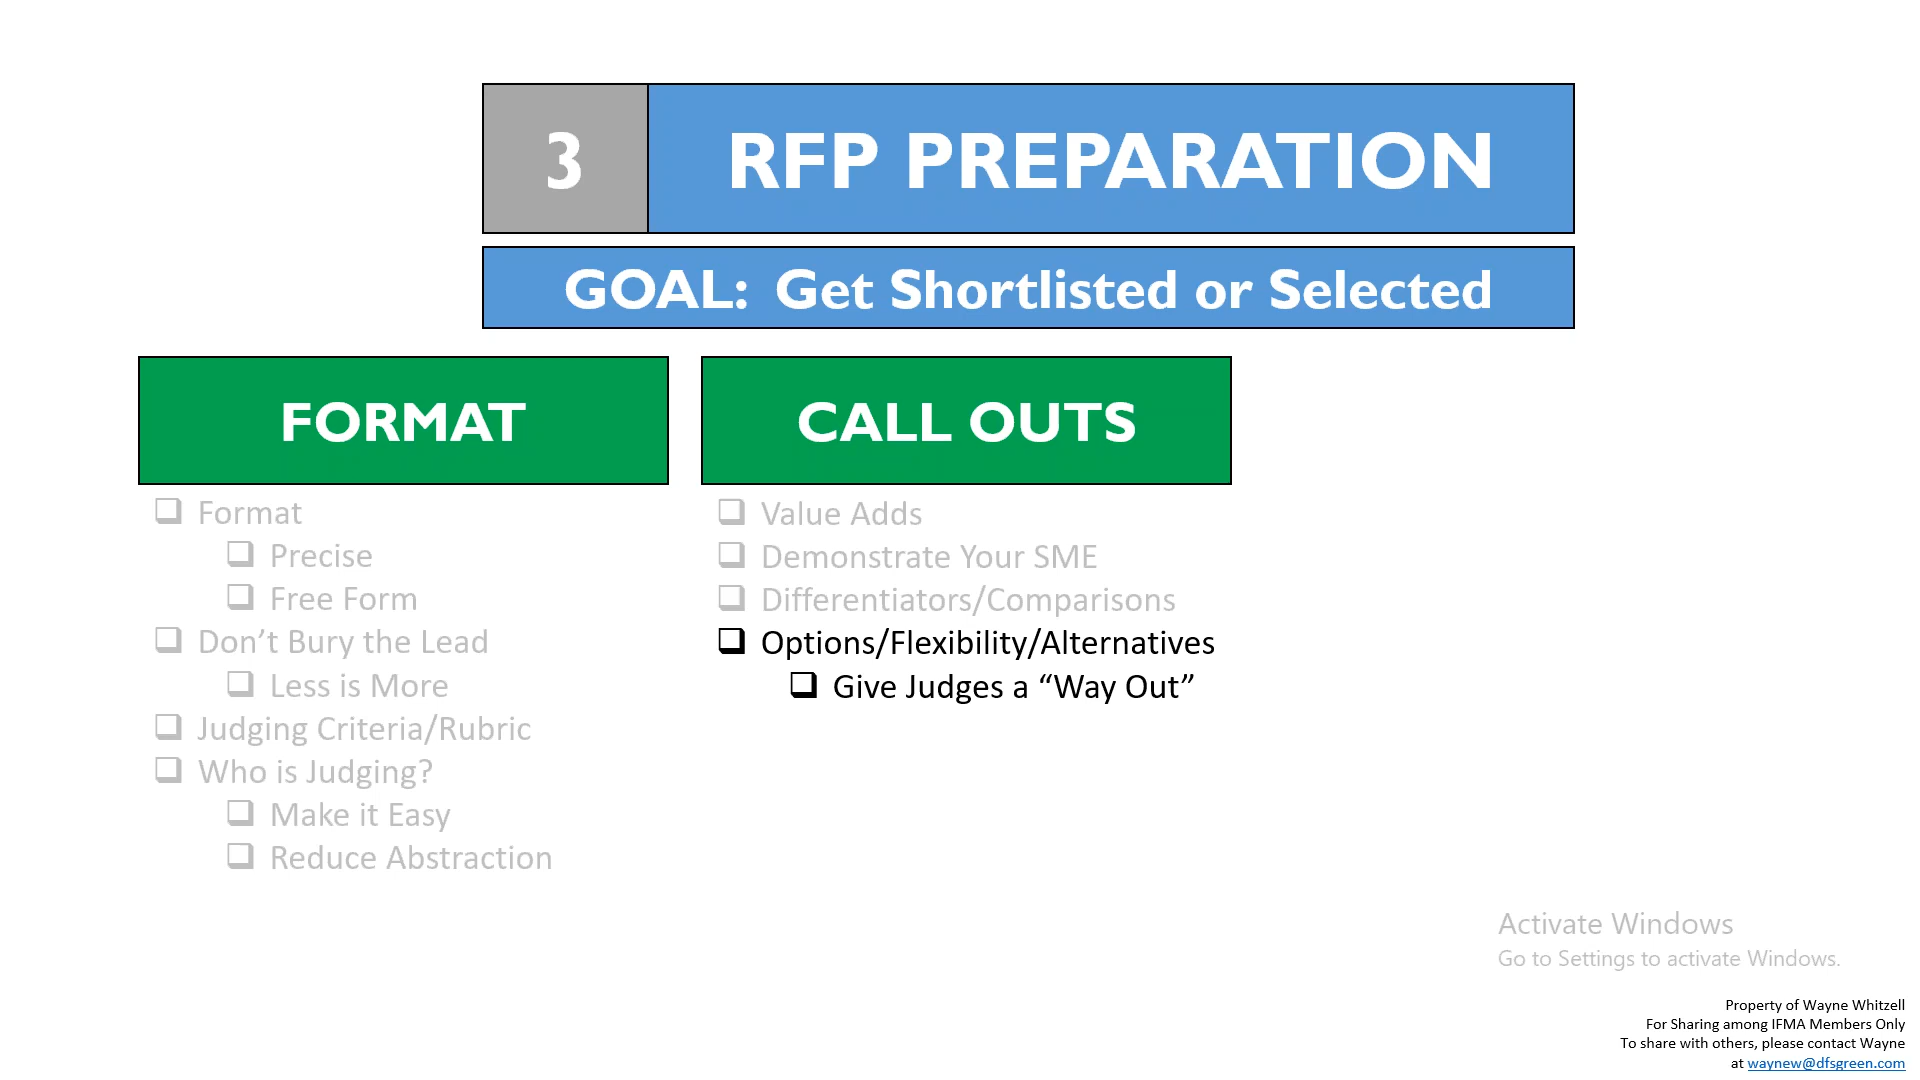 3
RFP PREPARATION
GOAL: Get Shortlisted or Selected
FORMAT
Format
Precise
Free Form
Don’t Bury the Lead
Less is More
Judging Criteria/Rubric
Who is Judging?
Make it Easy
Reduce Abstraction
CALL OUTS
Value Adds
Demonstrate Your SME
Differentiators/Comparisons
Options/Flexibility/Alternatives
Give Judges a “Way Out”
Activate Windows
Go to Settings to activate Windows.
Property of Wayne Whitzell
For Sharing among IFMA Members Only
To share with others, please contact Wayne
at waynew@dfsgreen.com